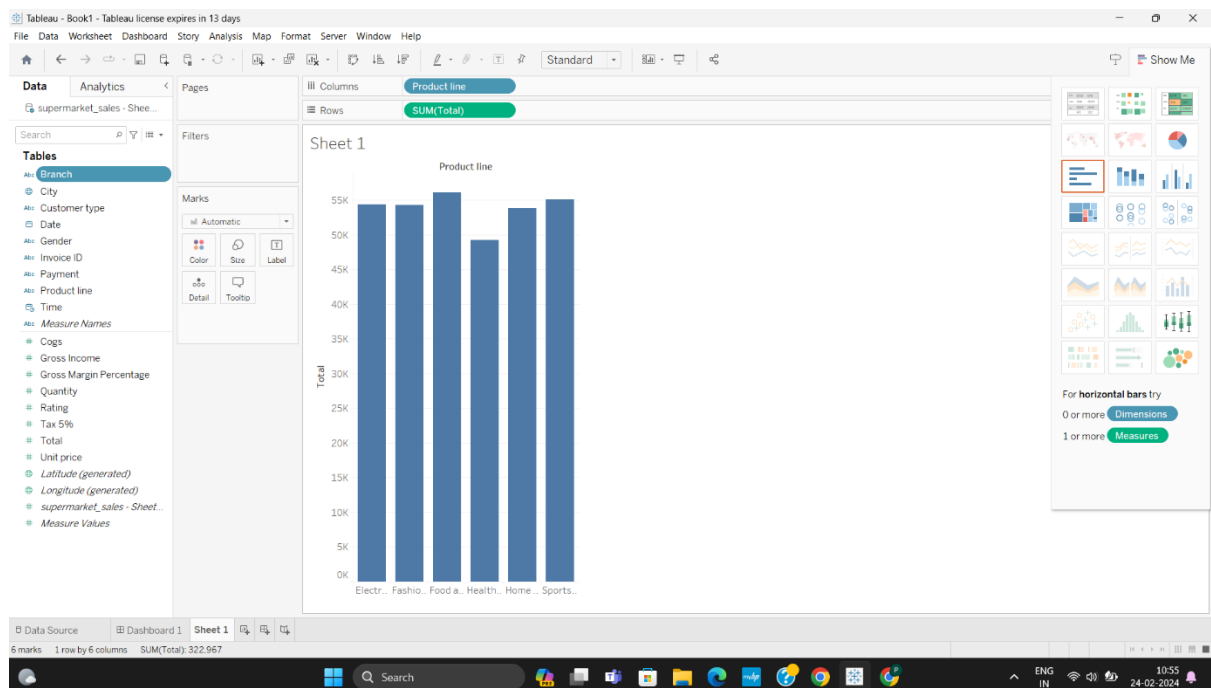 Tableau - Book1 - Tableau license expires in 13 days
File Data Worksheet Dashboard Story Analysis Map Format Server Window Help
Standard
Show Me
Data Analytics
supermarket_sales - Shee...
Search
Tables
Abc Branch
City
Abc Customer type
Date
Abc Gender
Abc Invoice ID
Abc Payment
Abc Product line
Time
Abc Measure Names
# Cogs
# Gross Income
# Gross Margin Percentage
# Quantity
# Rating
# Tax 5%
# Total
# Unit price
Latitude (generated)
Longitude (generated)
# supermarket_sales - Sheet...
# Measure Values
Pages
Filters
Marks
Automatic
Color Size Label
Detail Tooltip
Columns Product line
Rows SUM(Total)
Sheet 1
Product line
55K
50K
45K
40K
35K
30K
25K
20K
15K
10K
5K
0K
Total
Electr.. Fashio.. Food a.. Health.. Home .. Sports..
For horizontal bars try
0 or more Dimensions
1 or more Measures
Data Source Dashboard 1 Sheet 1
6 marks 1 row by 6 columns SUM(Total): 322,967
Search
ENG
IN
10:55
24-02-2024